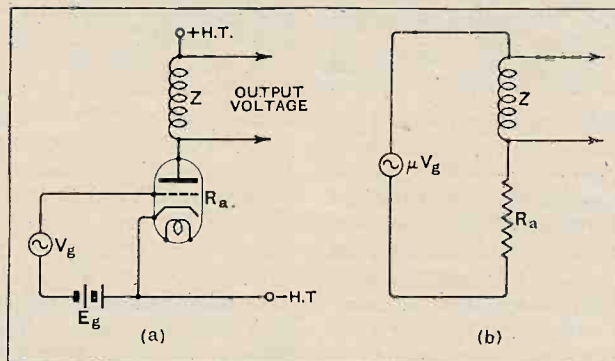 +H.T.
Z
OUTPUT
VOLTAGE
Ra.
Vg
Eg
-H.T
(a)
Z
μVg
Ra
(b)